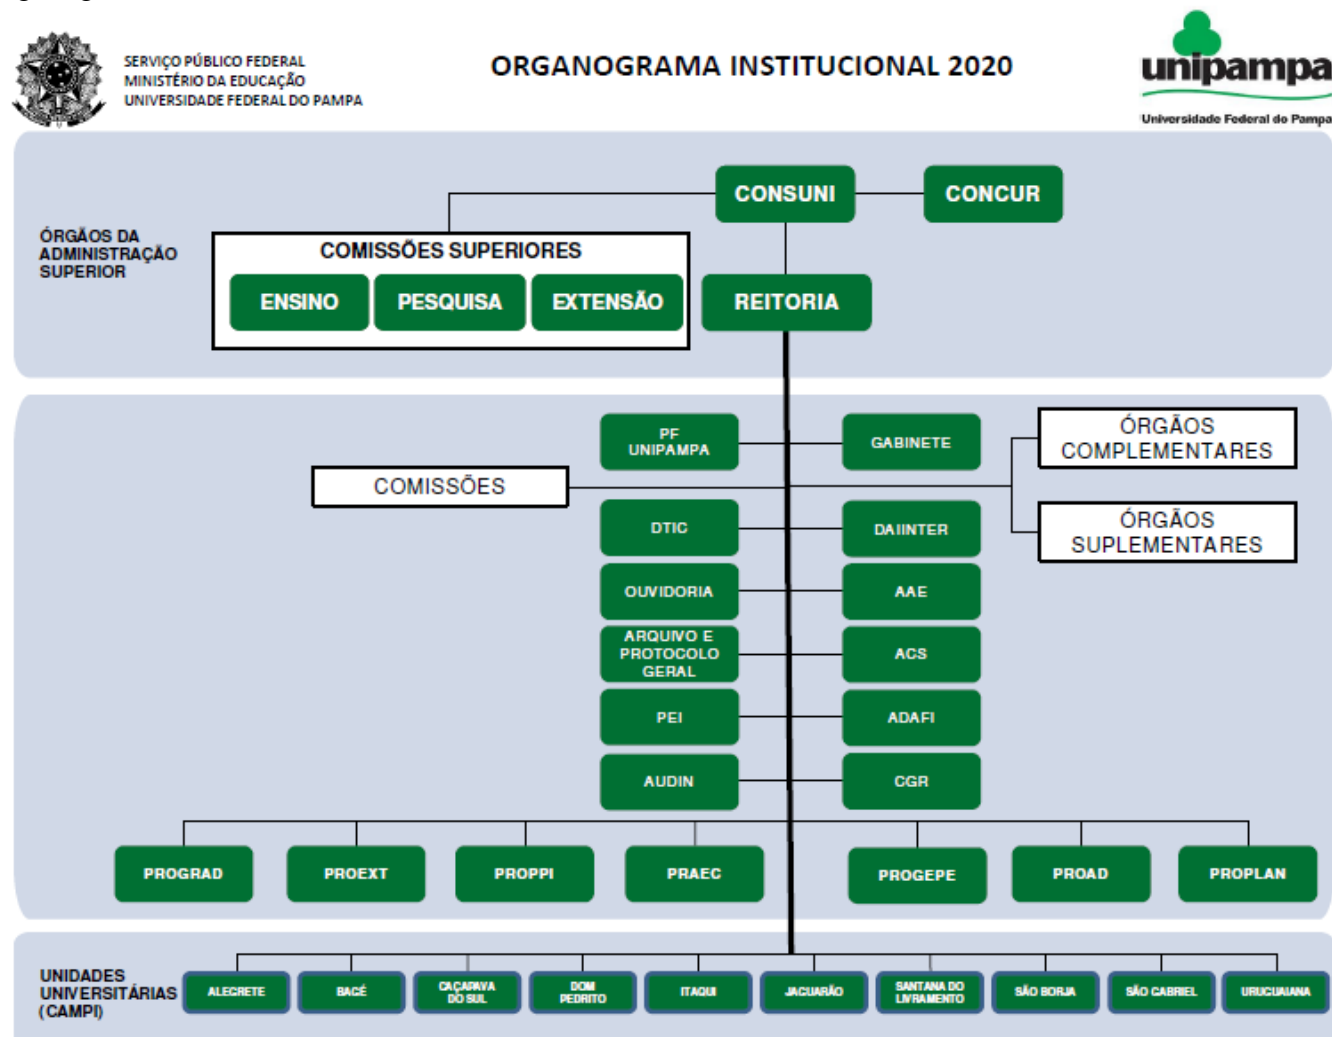 SERVIÇO PÚBLICO FEDERAL
MINISTÉRIO DA EDUCAÇÃO
UNIVERSIDADE FEDERAL DO PAMPA
ORGANOGRAMA INSTITUCIONAL 2020
unipampa
Universidade Federal do Pampa
ÓRGÃOS DA
ADMINISTRAÇÃO
SUPERIOR
CONSUNI
CONCUR
COMISSÕES SUPERIORES
ENSINO
PESQUISA
EXTENSÃO
REITORIA
PF
UNIPAMPA
GABINETE
ÓRGÃOS
COMPLEMENTARES
COMISSÕES
ÓRGÃOS
SUPLEMENTARES
DTIC
DAIINTER
OUVIDORIA
AAE
ARQUIVO E
PROTOCOLO
GERAL
ACS
PEI
ADAFI
AUDIN
CGR
PROGRAD
PROEXT
PROPPI
PRAEC
PROGEPE
PROAD
PROPLAN
UNIDADES
UNIVERSITÁRIAS
(CAMPI)
ALEGRETE
BAGÉ
CAÇAPAVA
DO SUL
DOM
PEDRITO
ITAQUI
JAGUARÃO
SANTANA DO
LIVRAMENTO
SÃO BORJA
SÃO GABRIEL
URUGUAIANA